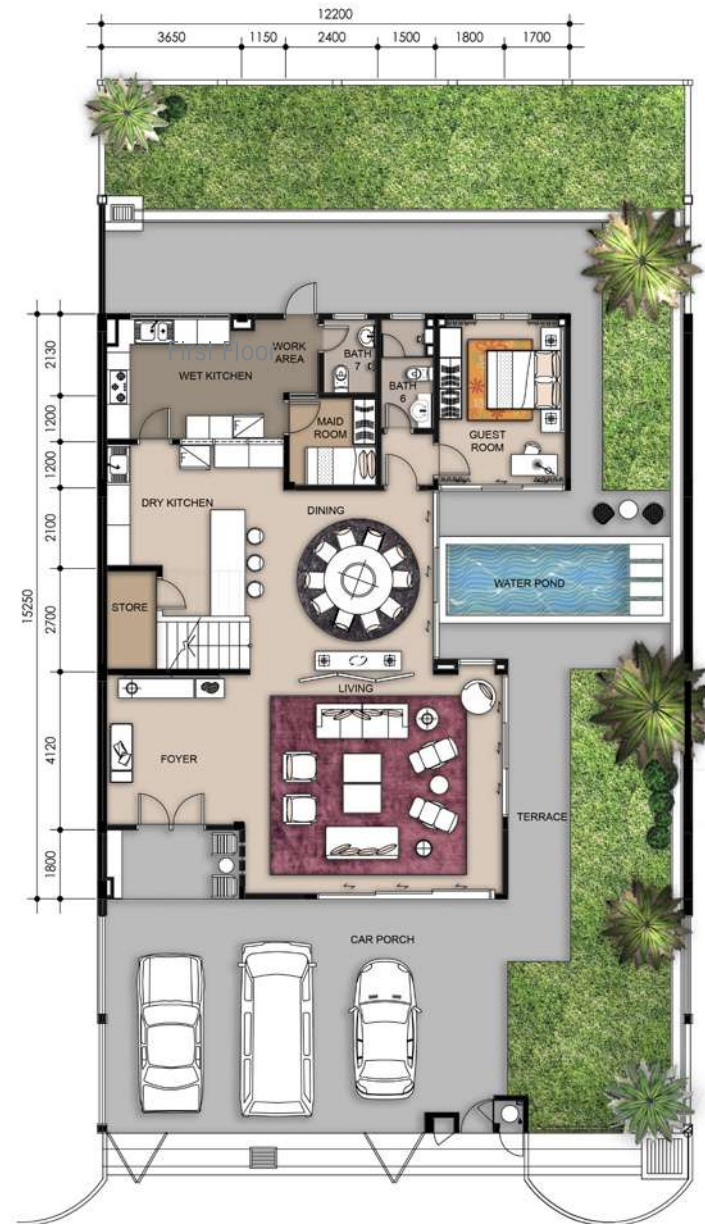 12200
3650 1150 2400 1500 1800 1700
First Floor
WORK
AREA
WET KITCHEN
BATH
7
BATH
6
MAID
ROOM
GUEST
ROOM
DRY KITCHEN
DINING
WATER POND
STORE
LIVING
FOYER
TERRACE
CAR PORCH
15250
2130
1200
1200
2100
2700
4120
1800